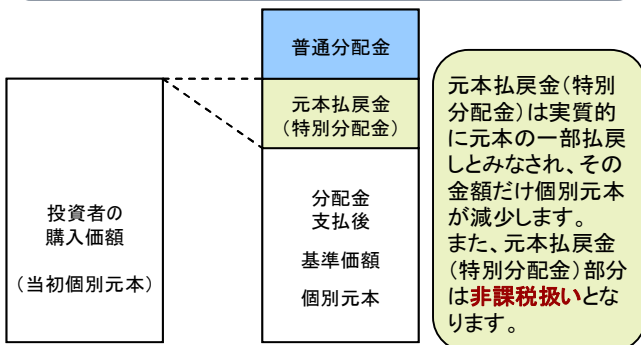 普通分配金
元本払戻金
(特別分配金)
投資者の
購入価額
(当初個別元本)
分配金
支払後
基準価額
個別元本
元本払戻金(特別
分配金)は実質的
に元本の一部払戻
しとみなされ、その
金額だけ個別元本
が減少します。
また、元本払戻金
(特別分配金)部分
は非課税扱いとな
ります。